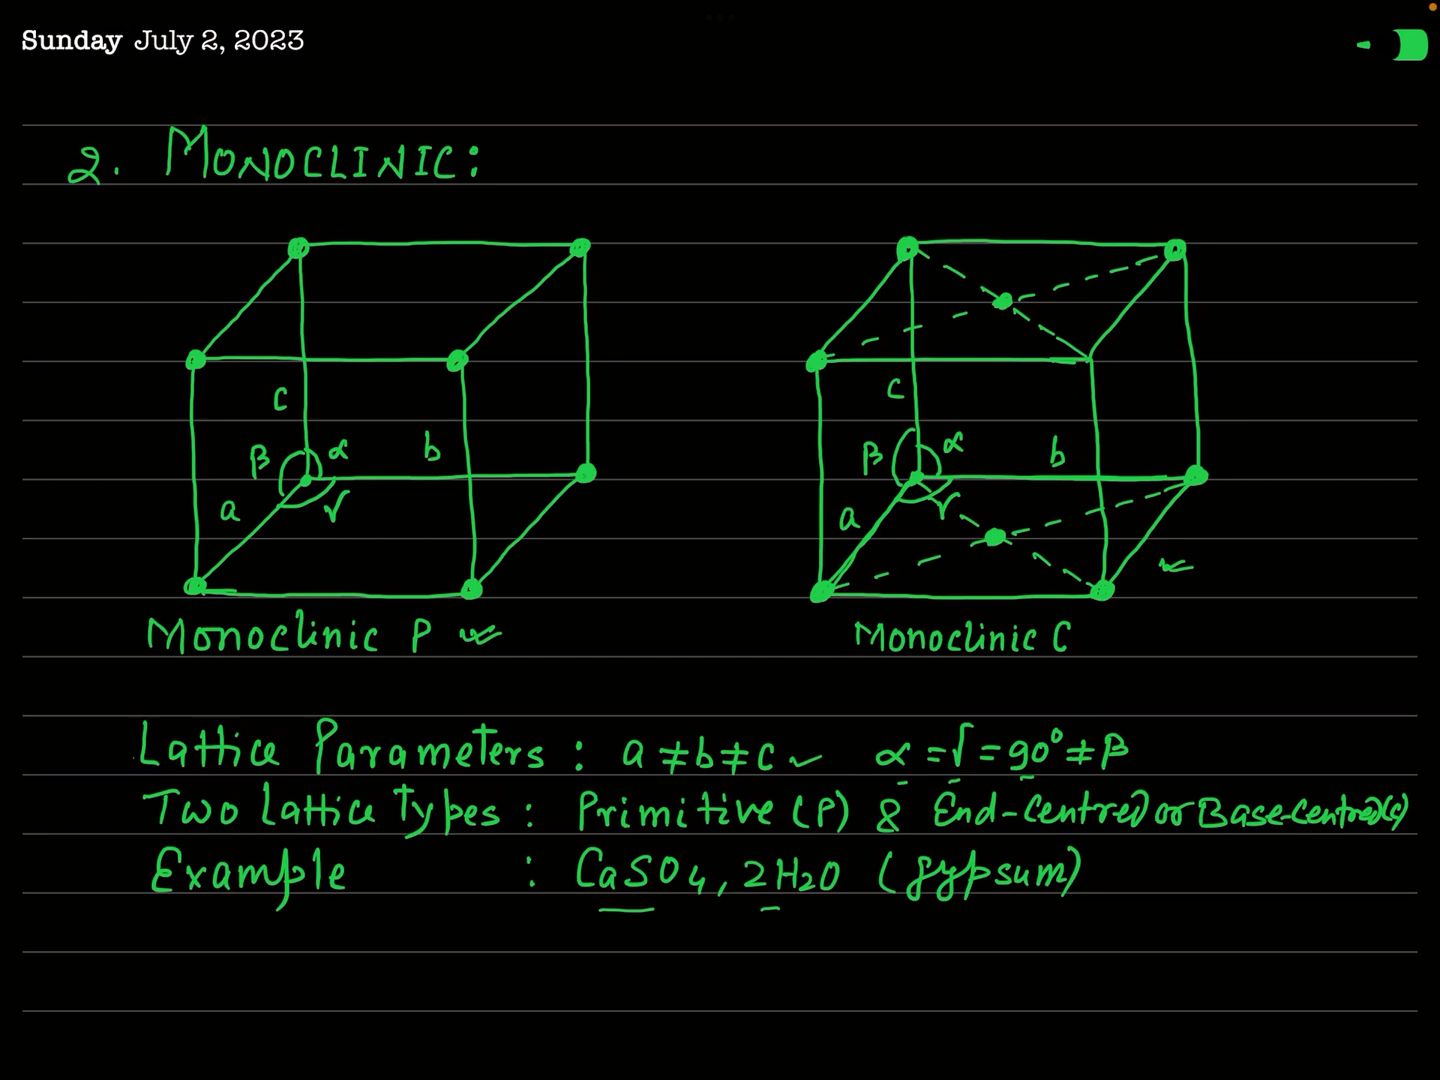 Sunday July 2, 2023
2. MONOCLINIC:
c
β α b
a γ
c
β α b
a γ
Monoclinic P
Monoclinic C
Lattice Parameters : a ≠ b ≠ c α = γ = 90° ≠ β
Two Lattice Types : Primitive (P) & End-Centred or Base-Centred (C)
Example : CaSO4, 2H2O (gypsum)